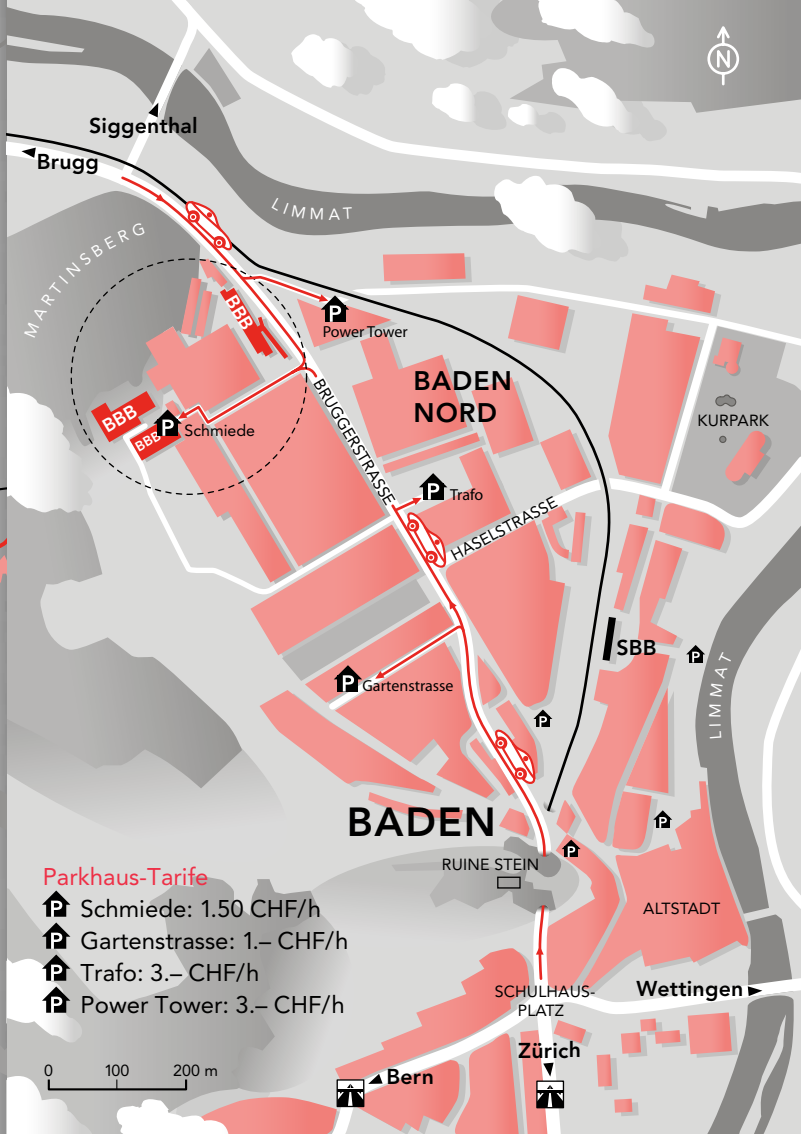 N
Siggenthal
Brugg
LIMMAT
MARTINSBERG
BBB
P
Power Tower
BADEN
NORD
KURPARK
BBB
BBB
P
Schmiede
BRUGGERSTRASSE
P
Trafo
HASELSTRASSE
SBB
P
LIMMAT
P
Gartenstrasse
P
BADEN
P
P
RUINE STEIN
ALTSTADT
Parkhaus-Tarife
P Schmiede: 1.50 CHF/h
P Gartenstrasse: 1.– CHF/h
P Trafo: 3.– CHF/h
P Power Tower: 3.– CHF/h
SCHULHAUS-
PLATZ
Wettingen
Zürich
Bern
0 100 200 m